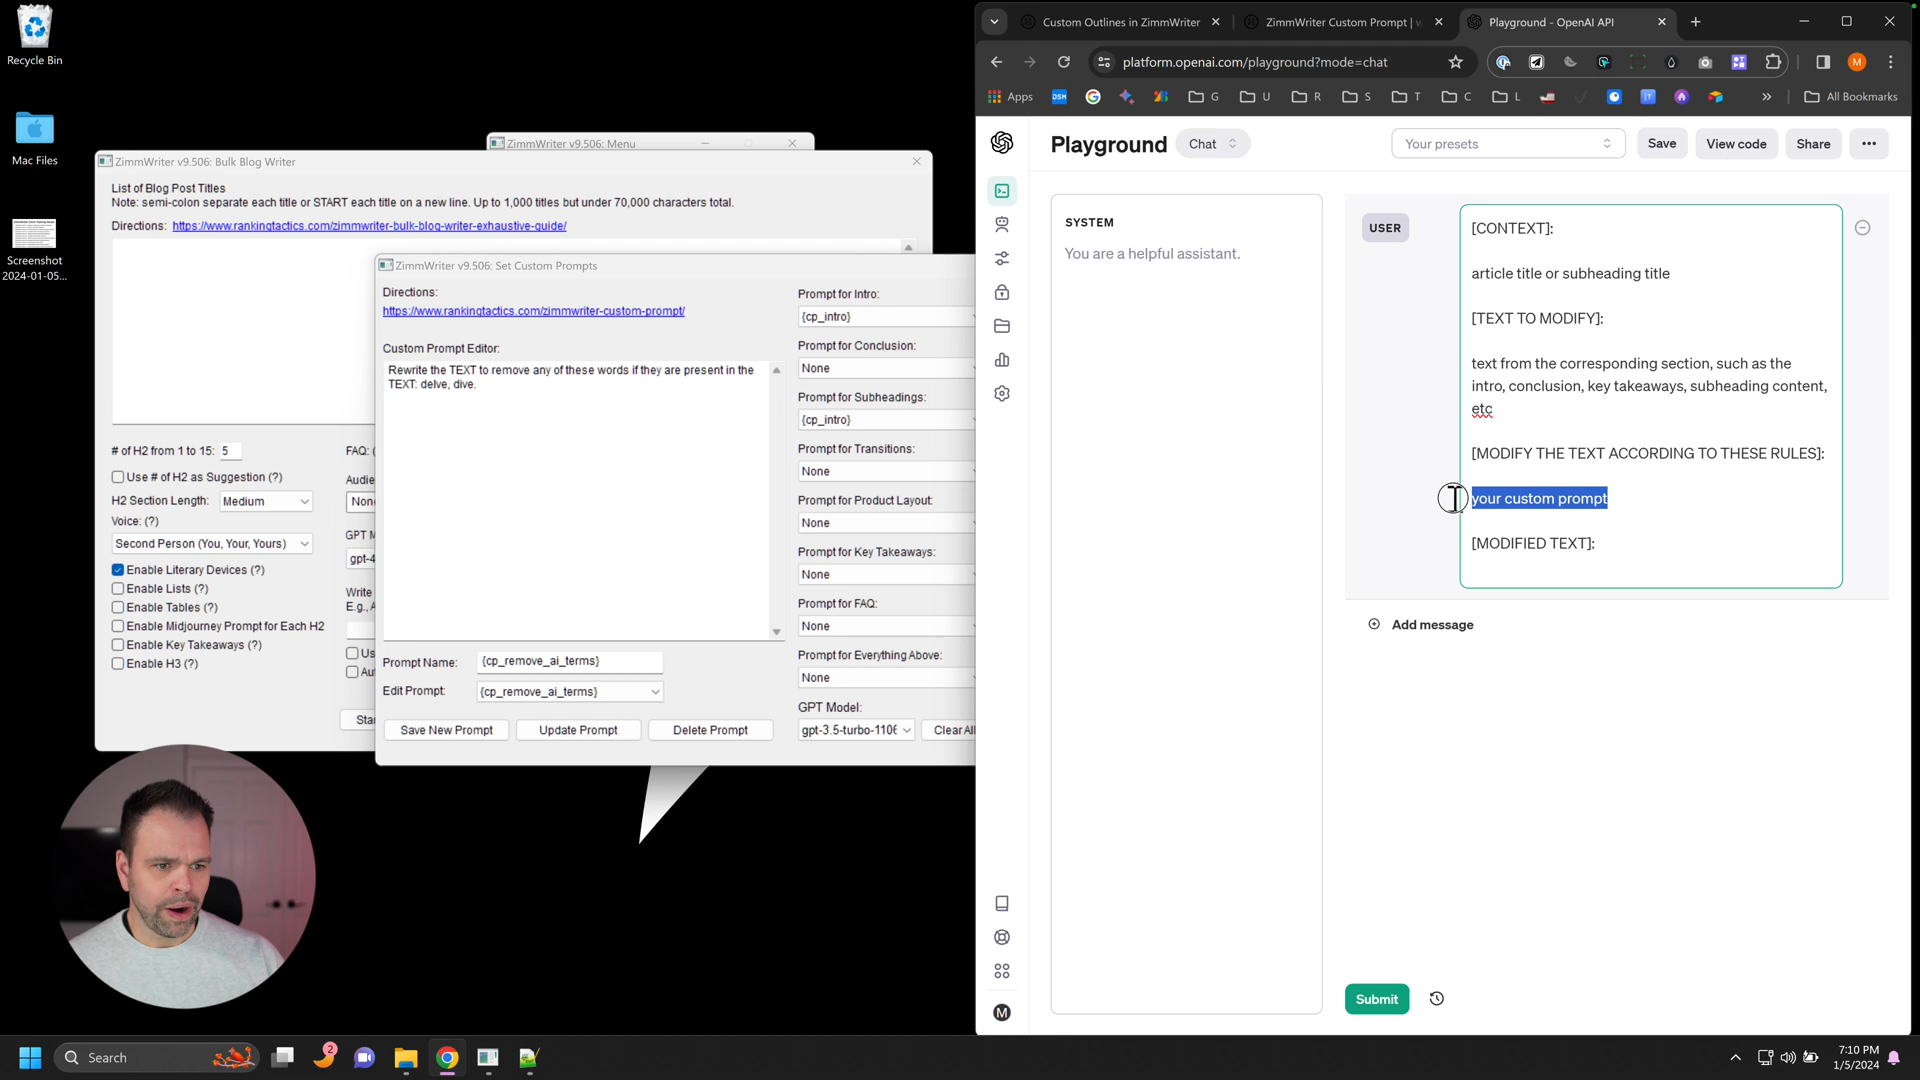 Recycle Bin
Mac Files
Screenshot
2024-01-05...
ZimmWriter v9.506: Menu
ZimmWriter v9.506: Bulk Blog Writer
List of Blog Post Titles
Note: semi-colon separate each title or START each title on a new line. Up to 1,000 titles but under 70,000 characters total.
Directions: https://www.rankingtactics.com/zimmwriter-bulk-blog-writer-exhaustive-guide/
# of H2 from 1 to 15: 5
FAQ: (
Use # of H2 as Suggestion (?)
Audie
H2 Section Length: Medium
Non
Voice: (?)
GPT M
Second Person (You, Your, Yours)
gpt-4
Enable Literary Devices (?)
Enable Lists (?)
Write
Enable Tables (?)
E.g., A
Enable Midjourney Prompt for Each H2
Enable Key Takeaways (?)
Us
Enable H3 (?)
Aut
Star
ZimmWriter v9.506: Set Custom Prompts
Directions:
https://www.rankingtactics.com/zimmwriter-custom-prompt/
Custom Prompt Editor:
Rewrite the TEXT to remove any of these words if they are present in the
TEXT: delve, dive.
Prompt Name: {cp_remove_ai_terms}
Edit Prompt: {cp_remove_ai_terms}
Save New Prompt
Update Prompt
Delete Prompt
Prompt for Intro:
{cp_intro}
Prompt for Conclusion:
None
Prompt for Subheadings:
{cp_intro}
Prompt for Transitions:
None
Prompt for Product Layout:
None
Prompt for Key Takeaways:
None
Prompt for FAQ:
None
Prompt for Everything Above:
None
GPT Model:
gpt-3.5-turbo-1106
Clear All
Custom Outlines in ZimmWriter
ZimmWriter Custom Prompt | w
Playground - OpenAI API
platform.openai.com/playground?mode=chat
M
Apps
DSM
G
U
R
S
T
C
L
All Bookmarks
Playground
Chat
Your presets
Save
View code
Share
SYSTEM
You are a helpful assistant.
USER
[CONTEXT]:
article title or subheading title
[TEXT TO MODIFY]:
text from the corresponding section, such as the
intro, conclusion, key takeaways, subheading content,
etc
[MODIFY THE TEXT ACCORDING TO THESE RULES]:
your custom prompt
[MODIFIED TEXT]:
Add message
M
Submit
Search
2
7:10 PM
1/5/2024